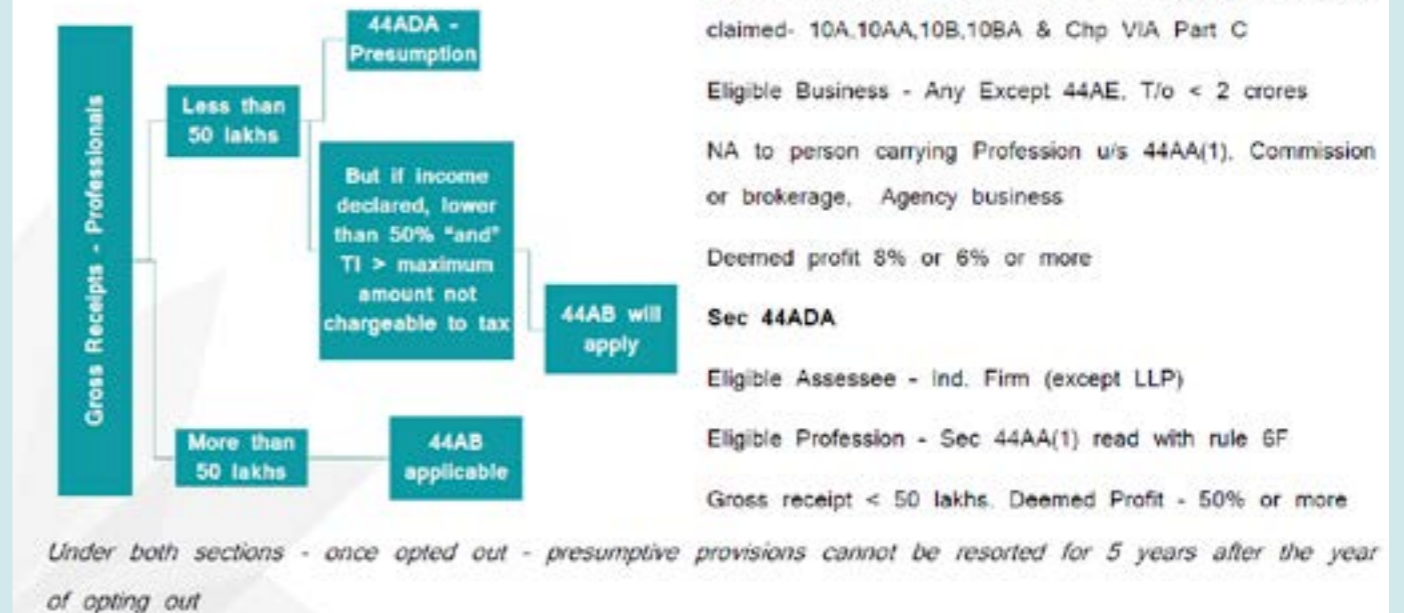 Gross Receipts - Professionals
Less than
50 lakhs
44ADA -
Presumption
But if income
declared, lower
than 50% "and"
TI > maximum
amount not
chargeable to tax
44AB will
apply
More than
50 lakhs
44AB
applicable
claimed- 10A,10AA,10B,10BA & Chp VIA Part C
Eligible Business - Any Except 44AE, T/o < 2 crores
NA to person carrying Profession u/s 44AA(1), Commission
or brokerage, Agency business
Deemed profit 8% or 6% or more
Sec 44ADA
Eligible Assessee - Ind, Firm (except LLP)
Eligible Profession - Sec 44AA(1) read with rule 6F
Gross receipt < 50 lakhs, Deemed Profit - 50% or more
Under both sections - once opted out - presumptive provisions cannot be resorted for 5 years after the year
of opting out